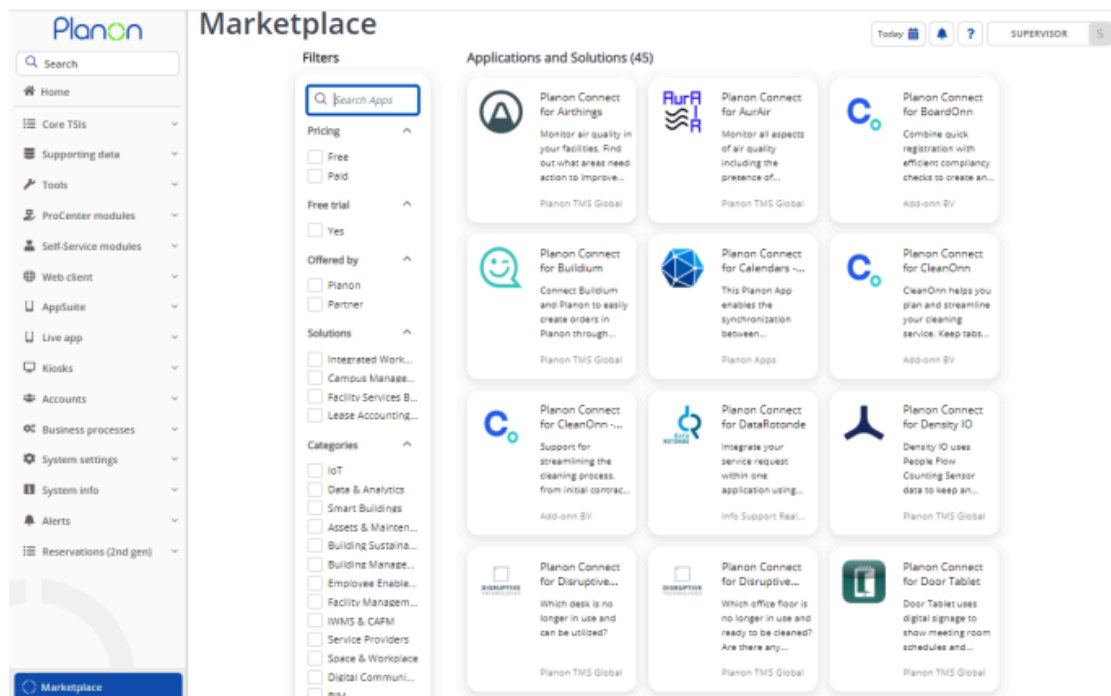 Planon
Search
Home
Core TSIs
Supporting data
Tools
ProCenter modules
Self-Service modules
Web client
AppSuite
Live app
Kiosks
Accounts
Business processes
System settings
System info
Alerts
Reservations (2nd gen)
Marketplace
Marketplace
Today
?
SUPERVISOR
S
Filters
Search Apps
Pricing
Free
Paid
Free trial
Yes
Offered by
Planon
Partner
Solutions
Integrated Work...
Campus Manage...
Facility Services B...
Lease Accounting...
Categories
IoT
Data & Analytics
Smart Buildings
Assets & Mainten...
Building Sustaina...
Building Manage...
Employee Enable...
Facility Managem...
IWMS & CAFM
Service Providers
Space & Workplace
Digital Communi...
BIM
Applications and Solutions (45)
Planon Connect
for Airthings
Monitor air quality in
your facilities. Find
out what areas need
action to improve...
Planon TMS Global
AurA
IR
Planon Connect
for AurAir
Monitor all aspects
of air quality
including the
presence of...
Planon TMS Global
Co
Planon Connect
for BoardOnn
Combine quick
registration with
efficient compliancy
checks to create an...
Add-onn BV
Planon Connect
for Buildium
Connect Buildium
and Planon to easily
create orders in
Planon through...
Planon TMS Global
Planon Connect
for Calendars -...
This Planon App
enables the
synchronization
between...
Planon Apps
Co
Planon Connect
for CleanOnn
CleanOnn helps you
plan and streamline
your cleaning
service. Keep tabs...
Add-onn BV
Co
Planon Connect
for CleanOnn -...
Support for
streamlining the
cleaning process,
from initial contrac...
Add-onn BV
data
ROTONDE
Planon Connect
for DataRotonde
Integrate your
service request
within one
application using...
Info Support Real...
Planon Connect
for Density IO
Density IO uses
People Flow
Counting Sensor
data to keep an...
Planon TMS Global
DISRUPTIVE
TECHNOLOGIES
Planon Connect
for Disruptive...
Which desk is no
longer in use and
can be utilized?
Planon TMS Global
DISRUPTIVE
TECHNOLOGIES
Planon Connect
for Disruptive...
Which office floor is
no longer in use and
ready to be cleaned?
Are there any...
Planon TMS Global
Planon Connect
for Door Tablet
Door Tablet uses
digital signage to
show meeting room
schedules and...
Planon TMS Global